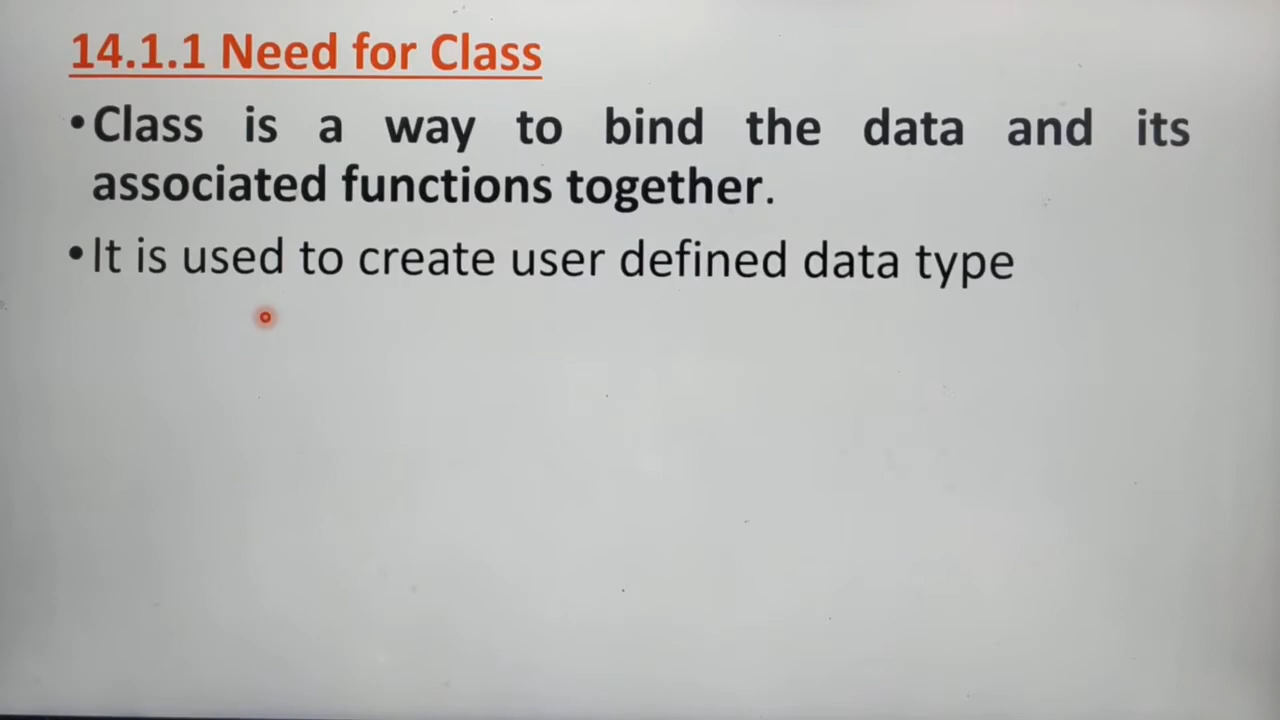 14.1.1 Need for Class
•Class is a way to bind the data and its
associated functions together.
•It is used to create user defined data type